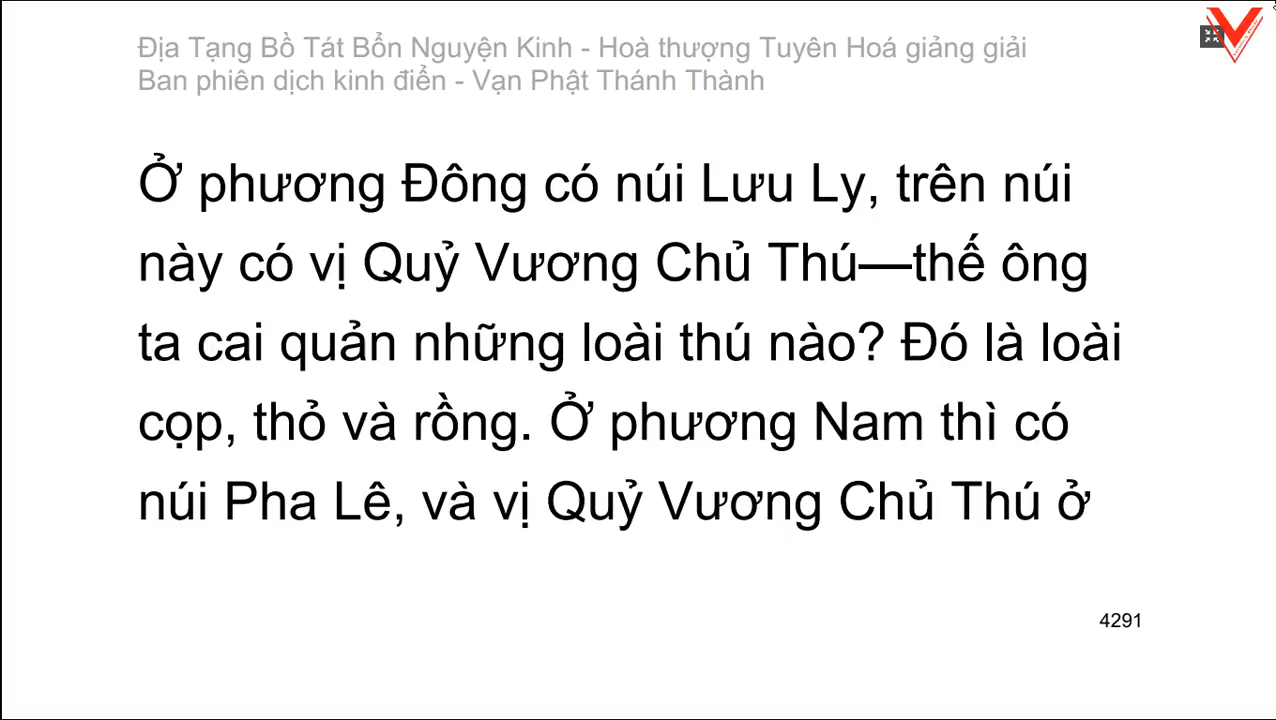 Địa Tạng Bồ Tát Bổn Nguyện Kinh - Hoà thượng Tuyên Hoá giảng giải
Ban phiên dịch kinh điển - Vạn Phật Thánh Thành
Ở phương Đông có núi Lưu Ly, trên núi
này có vị Quỷ Vương Chủ Thú—thế ông
ta cai quản những loài thú nào? Đó là loài
cọp, thỏ và rồng. Ở phương Nam thì có
núi Pha Lê, và vị Quỷ Vương Chủ Thú ở
4291